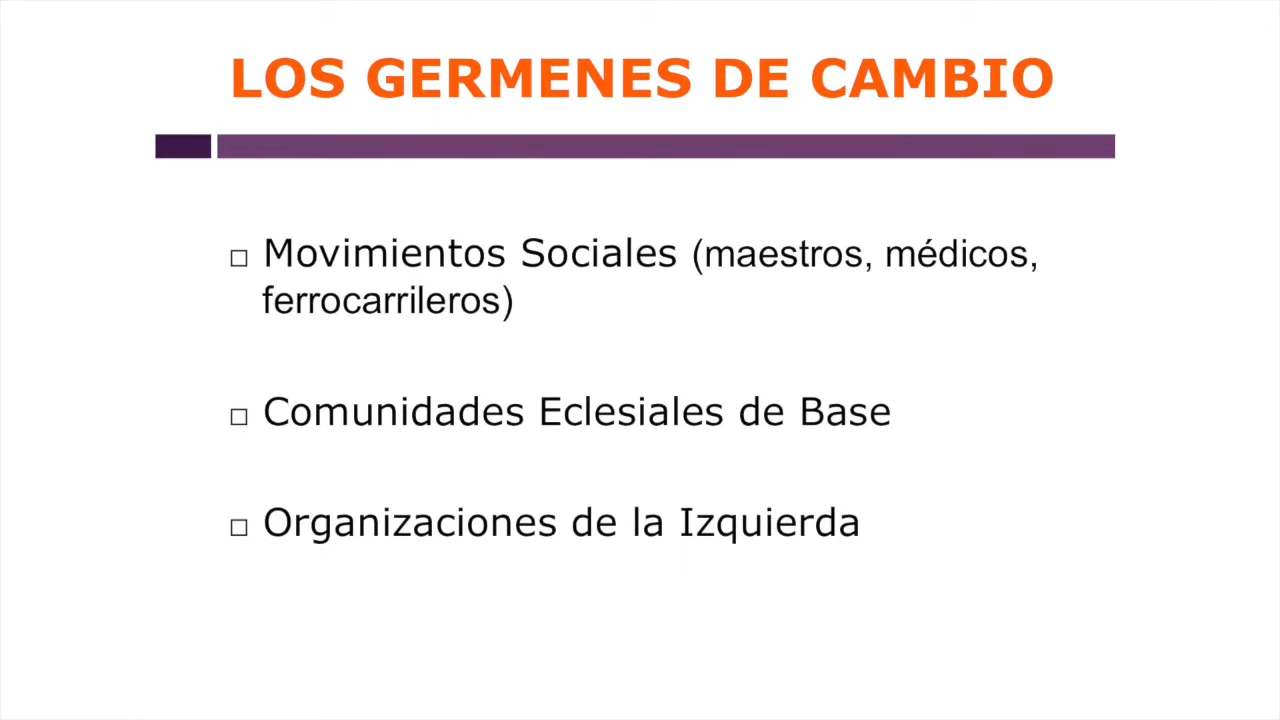 LOS GERMENES DE CAMBIO
Movimientos Sociales (maestros, médicos,
ferrocarrileros)
Comunidades Eclesiales de Base
Organizaciones de la Izquierda